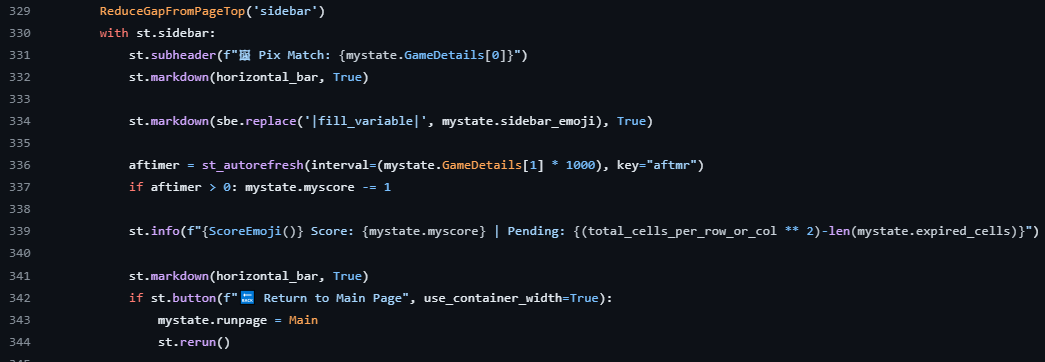 329 ReduceGapFromPageTop('sidebar')
330 with st.sidebar:
331 st.subheader(f"🖼️ Pix Match: {mystate.GameDetails[0]}")
332 st.markdown(horizontal_bar, True)
333
334 st.markdown(sbe.replace('|fill_variable|', mystate.sidebar_emoji), True)
335
336 aftimer = st_autorefresh(interval=(mystate.GameDetails[1] * 1000), key="aftmr")
337 if aftimer > 0: mystate.myscore -= 1
338
339 st.info(f"{ScoreEmoji()} Score: {mystate.myscore} | Pending: {(total_cells_per_row_or_col ** 2)-len(mystate.expired_cells)}")
340
341 st.markdown(horizontal_bar, True)
342 if st.button(f"🔙 Return to Main Page", use_container_width=True):
343 mystate.runpage = Main
344 st.rerun()